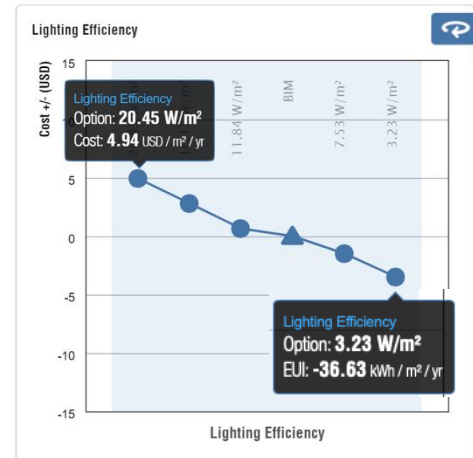 Lighting Efficiency
Cost +/- (USD)
15
5
0
-5
-10
-15
11.84 W/m²
BIM
7.53 W/m²
3.23 W/m²
Lighting Efficiency
Option: 20.45 W/m²
Cost: 4.94 USD / m² / yr
Lighting Efficiency
Option: 3.23 W/m²
EUI: -36.63 kWh / m² / yr
Lighting Efficiency